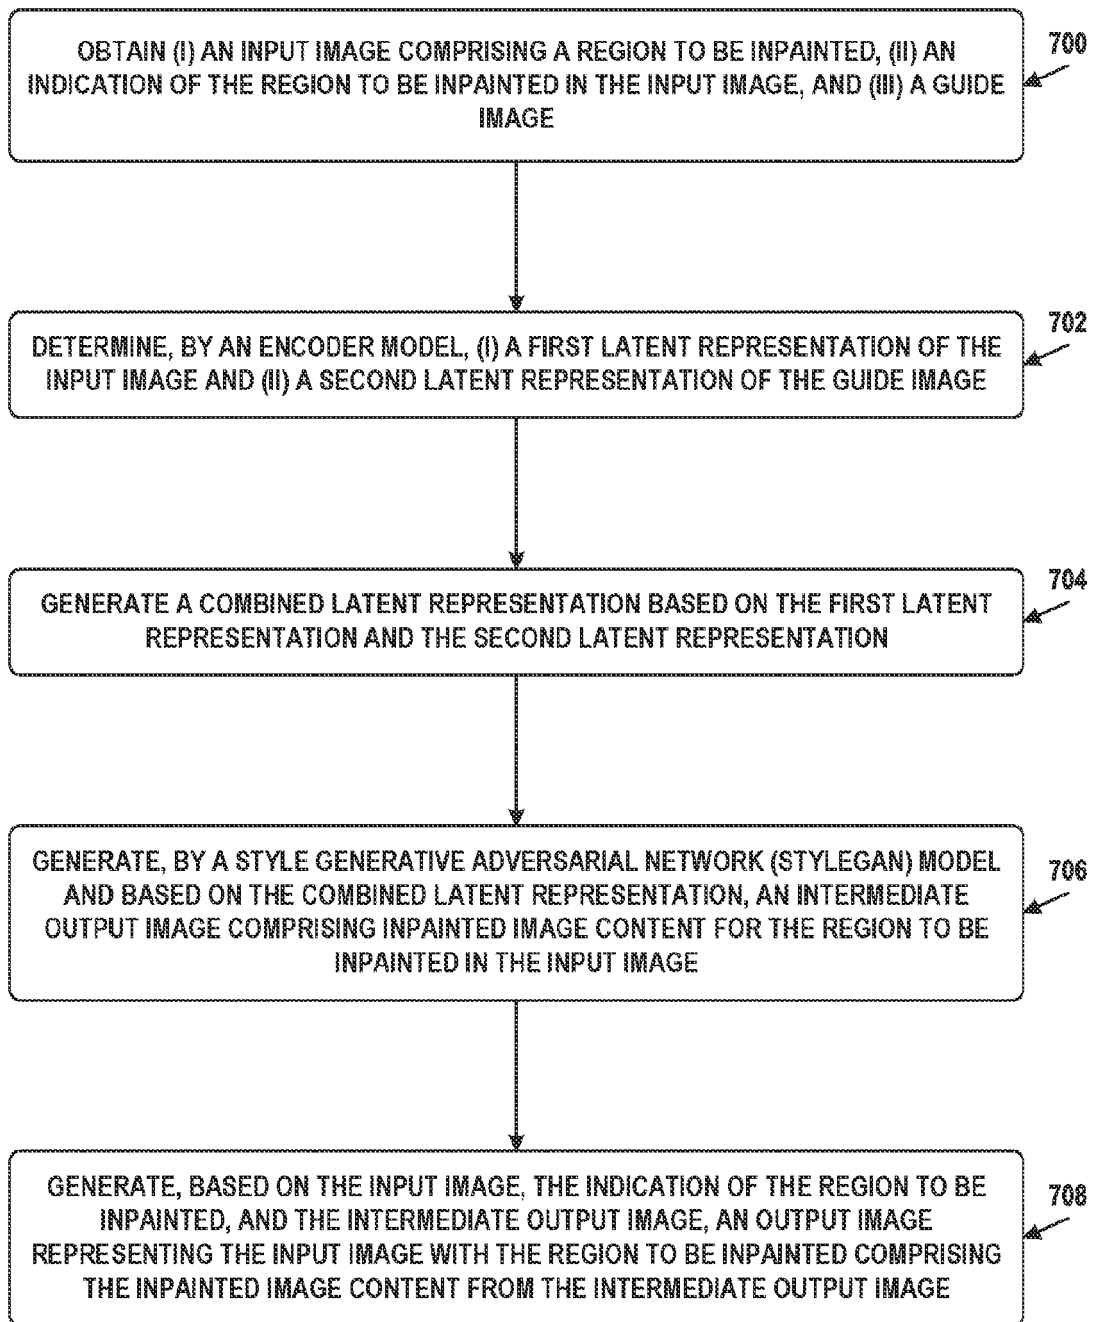 OBTAIN (I) AN INPUT IMAGE COMPRISING A REGION TO BE INPAINTED, (II) AN
INDICATION OF THE REGION TO BE INPAINTED IN THE INPUT IMAGE, AND (III) A GUIDE
IMAGE
700
DETERMINE, BY AN ENCODER MODEL, (I) A FIRST LATENT REPRESENTATION OF THE
INPUT IMAGE AND (II) A SECOND LATENT REPRESENTATION OF THE GUIDE IMAGE
702
GENERATE A COMBINED LATENT REPRESENTATION BASED ON THE FIRST LATENT
REPRESENTATION AND THE SECOND LATENT REPRESENTATION
704
GENERATE, BY A STYLE GENERATIVE ADVERSARIAL NETWORK (STYLEGAN) MODEL
AND BASED ON THE COMBINED LATENT REPRESENTATION, AN INTERMEDIATE
OUTPUT IMAGE COMPRISING INPAINTED IMAGE CONTENT FOR THE REGION TO BE
INPAINTED IN THE INPUT IMAGE
706
GENERATE, BASED ON THE INPUT IMAGE, THE INDICATION OF THE REGION TO BE
INPAINTED, AND THE INTERMEDIATE OUTPUT IMAGE, AN OUTPUT IMAGE
REPRESENTING THE INPUT IMAGE WITH THE REGION TO BE INPAINTED COMPRISING
THE INPAINTED IMAGE CONTENT FROM THE INTERMEDIATE OUTPUT IMAGE
708